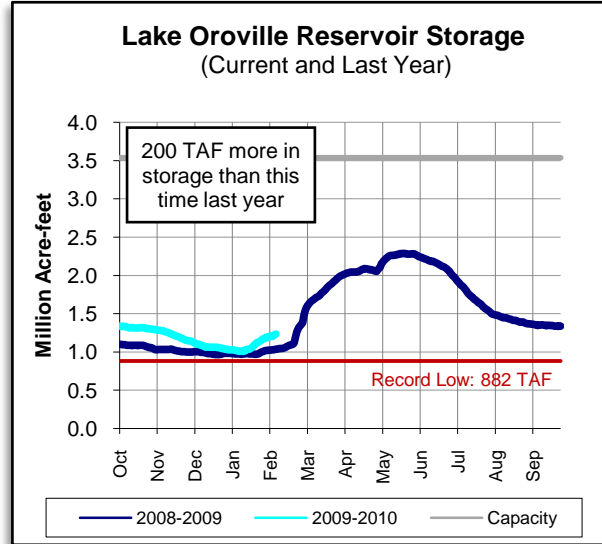 Lake Oroville Reservoir Storage
(Current and Last Year)
Million Acre-feet
4.0
3.5
3.0
2.5
2.0
1.5
1.0
0.5
0.0
200 TAF more in
storage than this
time last year
Record Low: 882 TAF
Oct Nov Dec Jan Feb Mar Apr May Jun Jul Aug Sep
2008-2009 2009-2010 Capacity